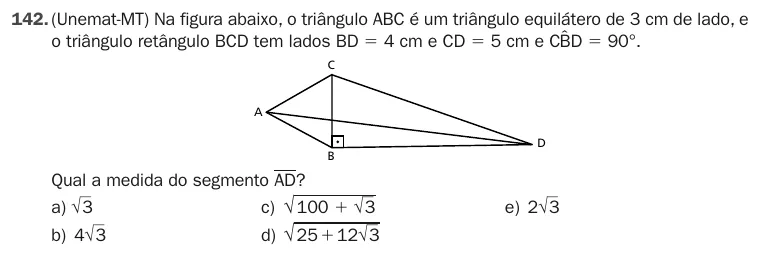 142. (Unemat-MT) Na figura abaixo, o triângulo ABC é um triângulo equilátero de 3 cm de lado, e
o triângulo retângulo BCD tem lados BD = 4 cm e CD = 5 cm e CB̂D = 90°.
C
A
D
B
Qual a medida do segmento A̅D̅?
a) √3 c) √(100 + √3) e) 2√3
b) 4√3 d) √(25 + 12√3)